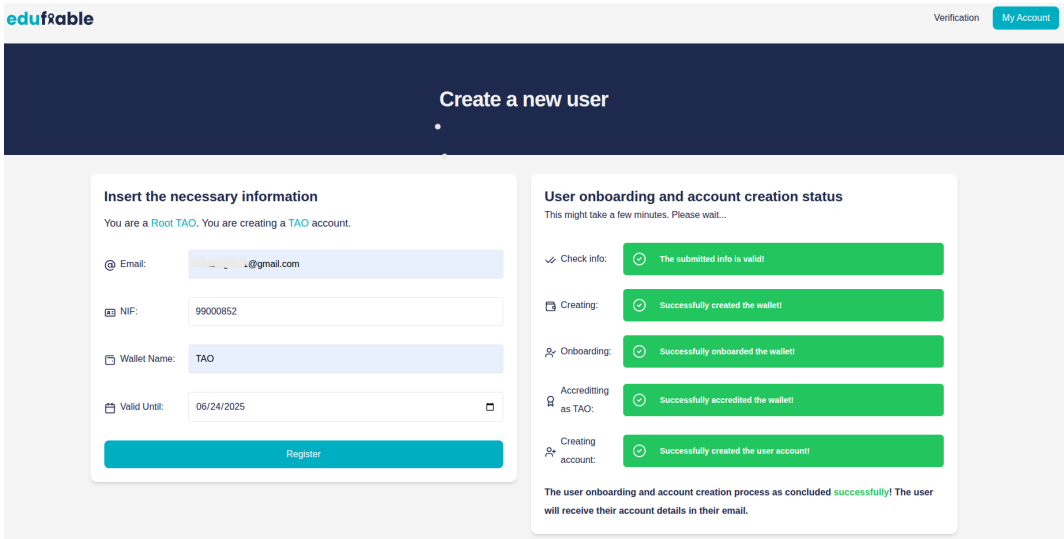 edufiable
Verification
My Account
Create a new user
Insert the necessary information
You are a Root TAO. You are creating a TAO account.
Email:
@gmail.com
NIF:
99000852
Wallet Name:
TAO
Valid Until:
06/24/2025
Register
User onboarding and account creation status
This might take a few minutes. Please wait...
Check info:
The submitted info is valid!
Creating:
Successfully created the wallet!
Onboarding:
Successfully onboarded the wallet!
Accreditting
as TAO:
Successfully accredited the wallet!
Creating
account:
Successfully created the user account!
The user onboarding and account creation process as concluded successfully! The user
will receive their account details in their email.